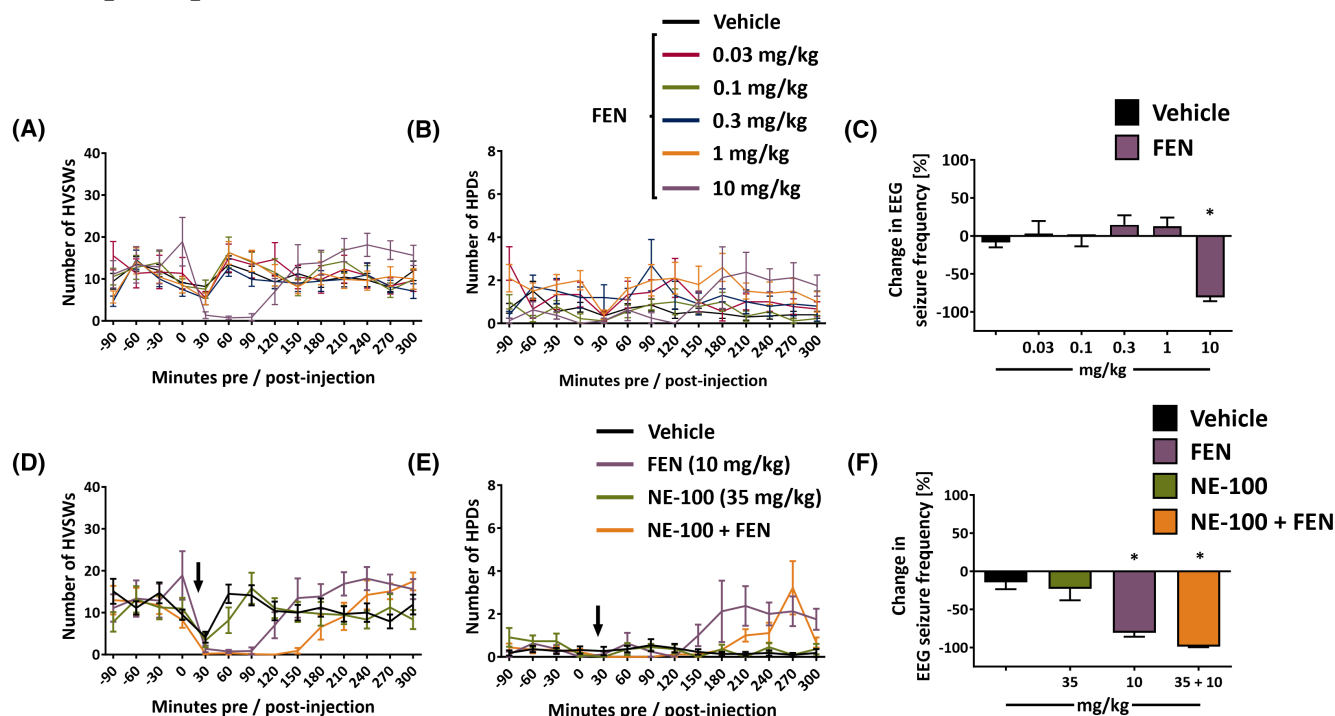 Vehicle
0.03 mg/kg
0.1 mg/kg
FEN
0.3 mg/kg
1 mg/kg
10 mg/kg
(A)
Number of HVSWs
40
30
20
10
0
-90 -60 -30 0 30 60 90 120 150 180 210 240 270 300
Minutes pre / post-injection
(B)
Number of HPDs
8
6
4
2
0
-90 -60 -30 0 30 60 90 120 150 180 210 240 270 300
Minutes pre / post-injection
(C)
Vehicle
FEN
Change in EEG
seizure frequency [%]
100
50
0
-50
-100
*
0.03 0.1 0.3 1 10
mg/kg
(D)
Number of HVSWs
40
30
20
10
0
-90 -60 -30 0 30 60 90 120 150 180 210 240 270 300
Minutes pre / post-injection
(E)
Vehicle
FEN (10 mg/kg)
NE-100 (35 mg/kg)
NE-100 + FEN
Number of HPDs
8
6
4
2
0
-90 -60 -30 0 30 60 90 120 150 180 210 240 270 300
Minutes pre / post-injection
(F)
Vehicle
FEN
NE-100
NE-100 + FEN
Change in
EEG seizure frequency [%]
100
50
0
-50
-100
* *
35 10 35 + 10
mg/kg